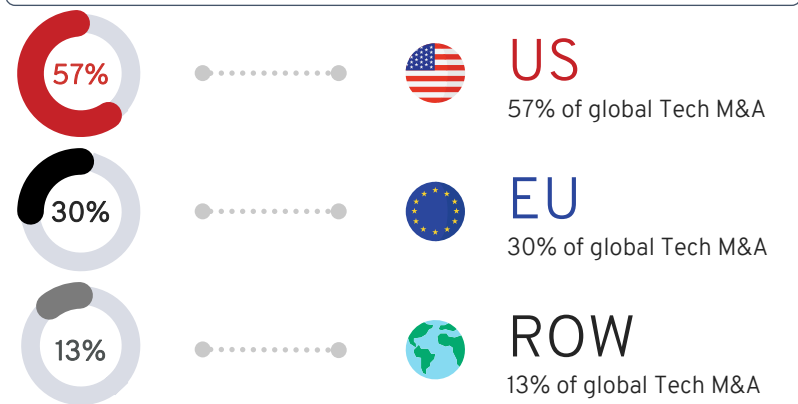 57%
US
57% of global Tech M&A
30%
EU
30% of global Tech M&A
13%
ROW
13% of global Tech M&A